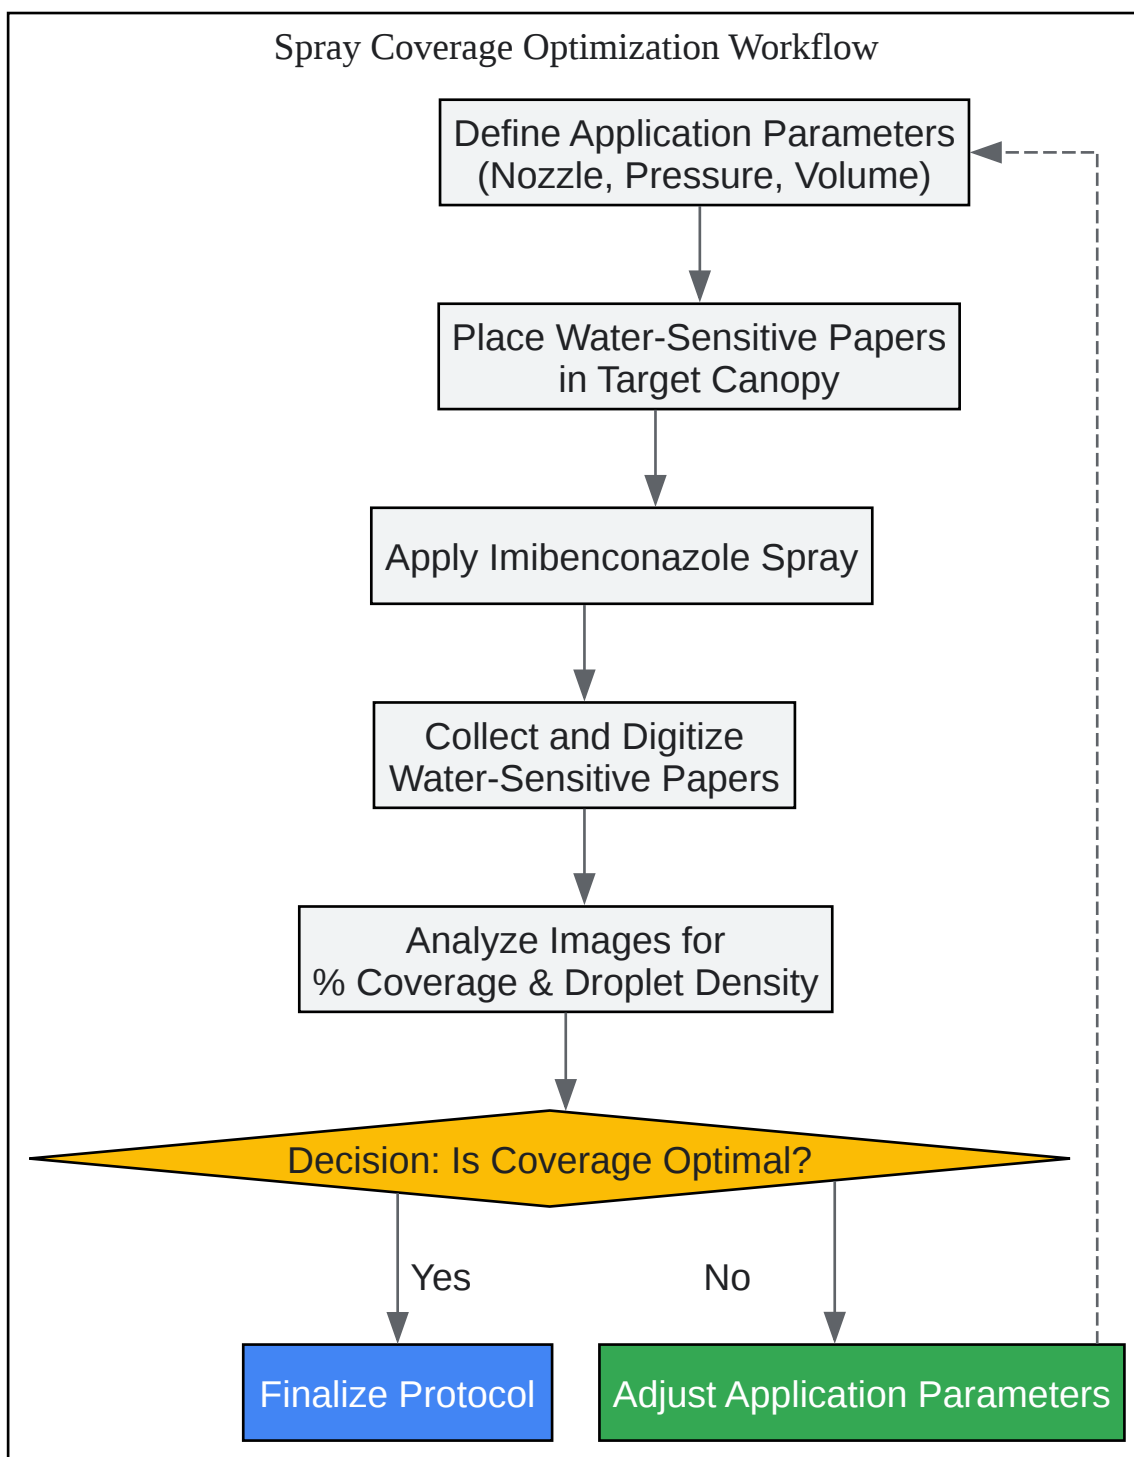 Spray Coverage Optimization Workflow
Define Application Parameters
(Nozzle, Pressure, Volume)
Place Water-Sensitive Papers
in Target Canopy
Apply Imibenconazole Spray
Collect and Digitize
Water-Sensitive Papers
Analyze Images for
% Coverage & Droplet Density
Decision: Is Coverage Optimal?
Yes
No
Finalize Protocol
Adjust Application Parameters